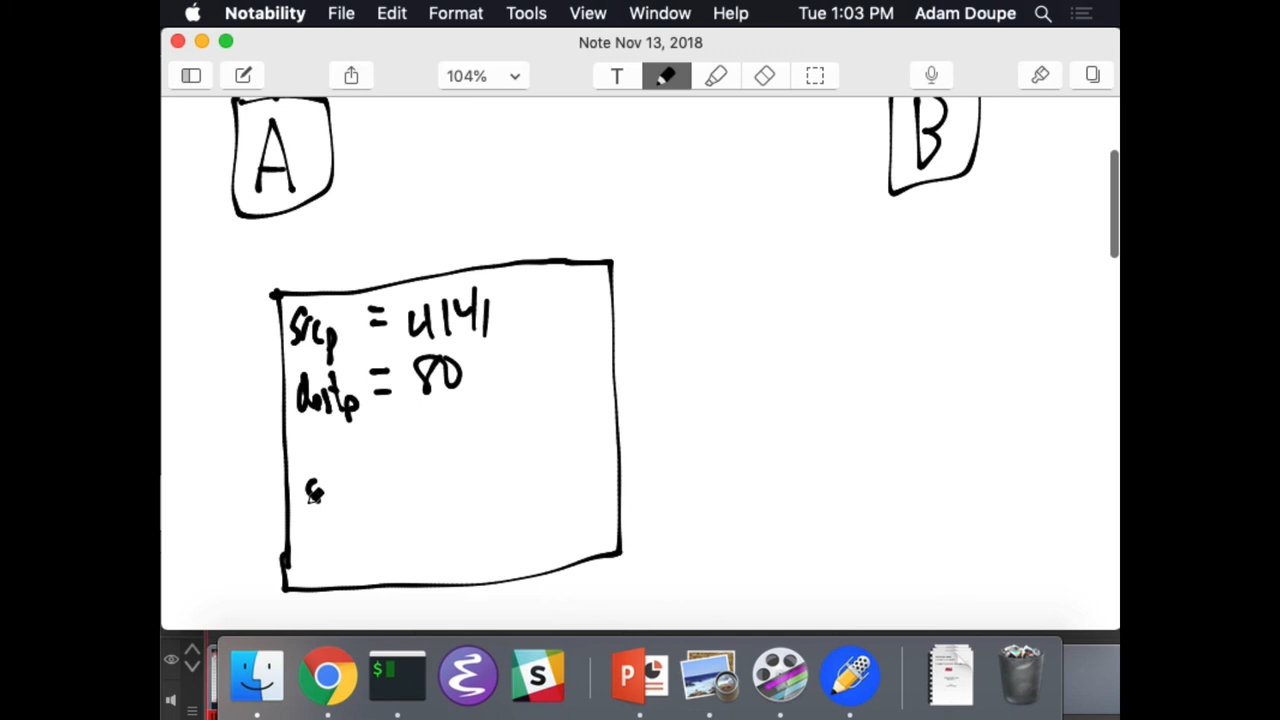 Notability File Edit Format Tools View Window Help Tue 1:03 PM Adam Doupe
Note Nov 13, 2018
104% T
A
B
srcp = 4141
destp = 80
s
$
S
P